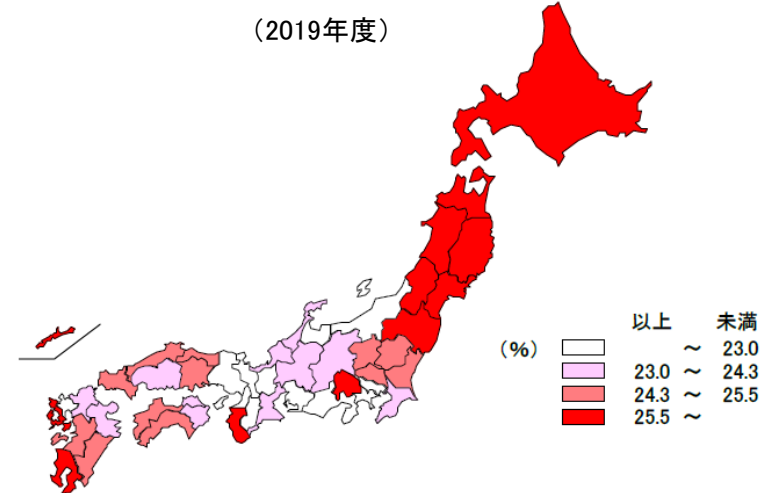 （2019年度）
以上 未満
（%） ～ 23.0
23.0 ～ 24.3
24.3 ～ 25.5
25.5 ～